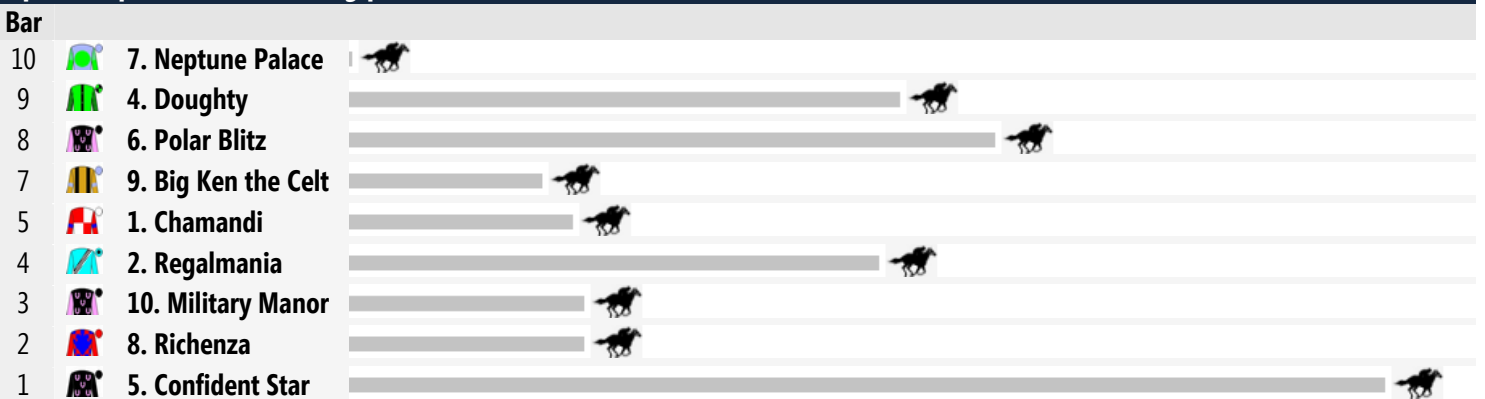 Bar
10 7. Neptune Palace
9 4. Doughty
8 6. Polar Blitz
7 9. Big Ken the Celt
5 1. Chamandi
4 2. Regalmania
3 10. Military Manor
2 8. Richenza
1 5. Confident Star